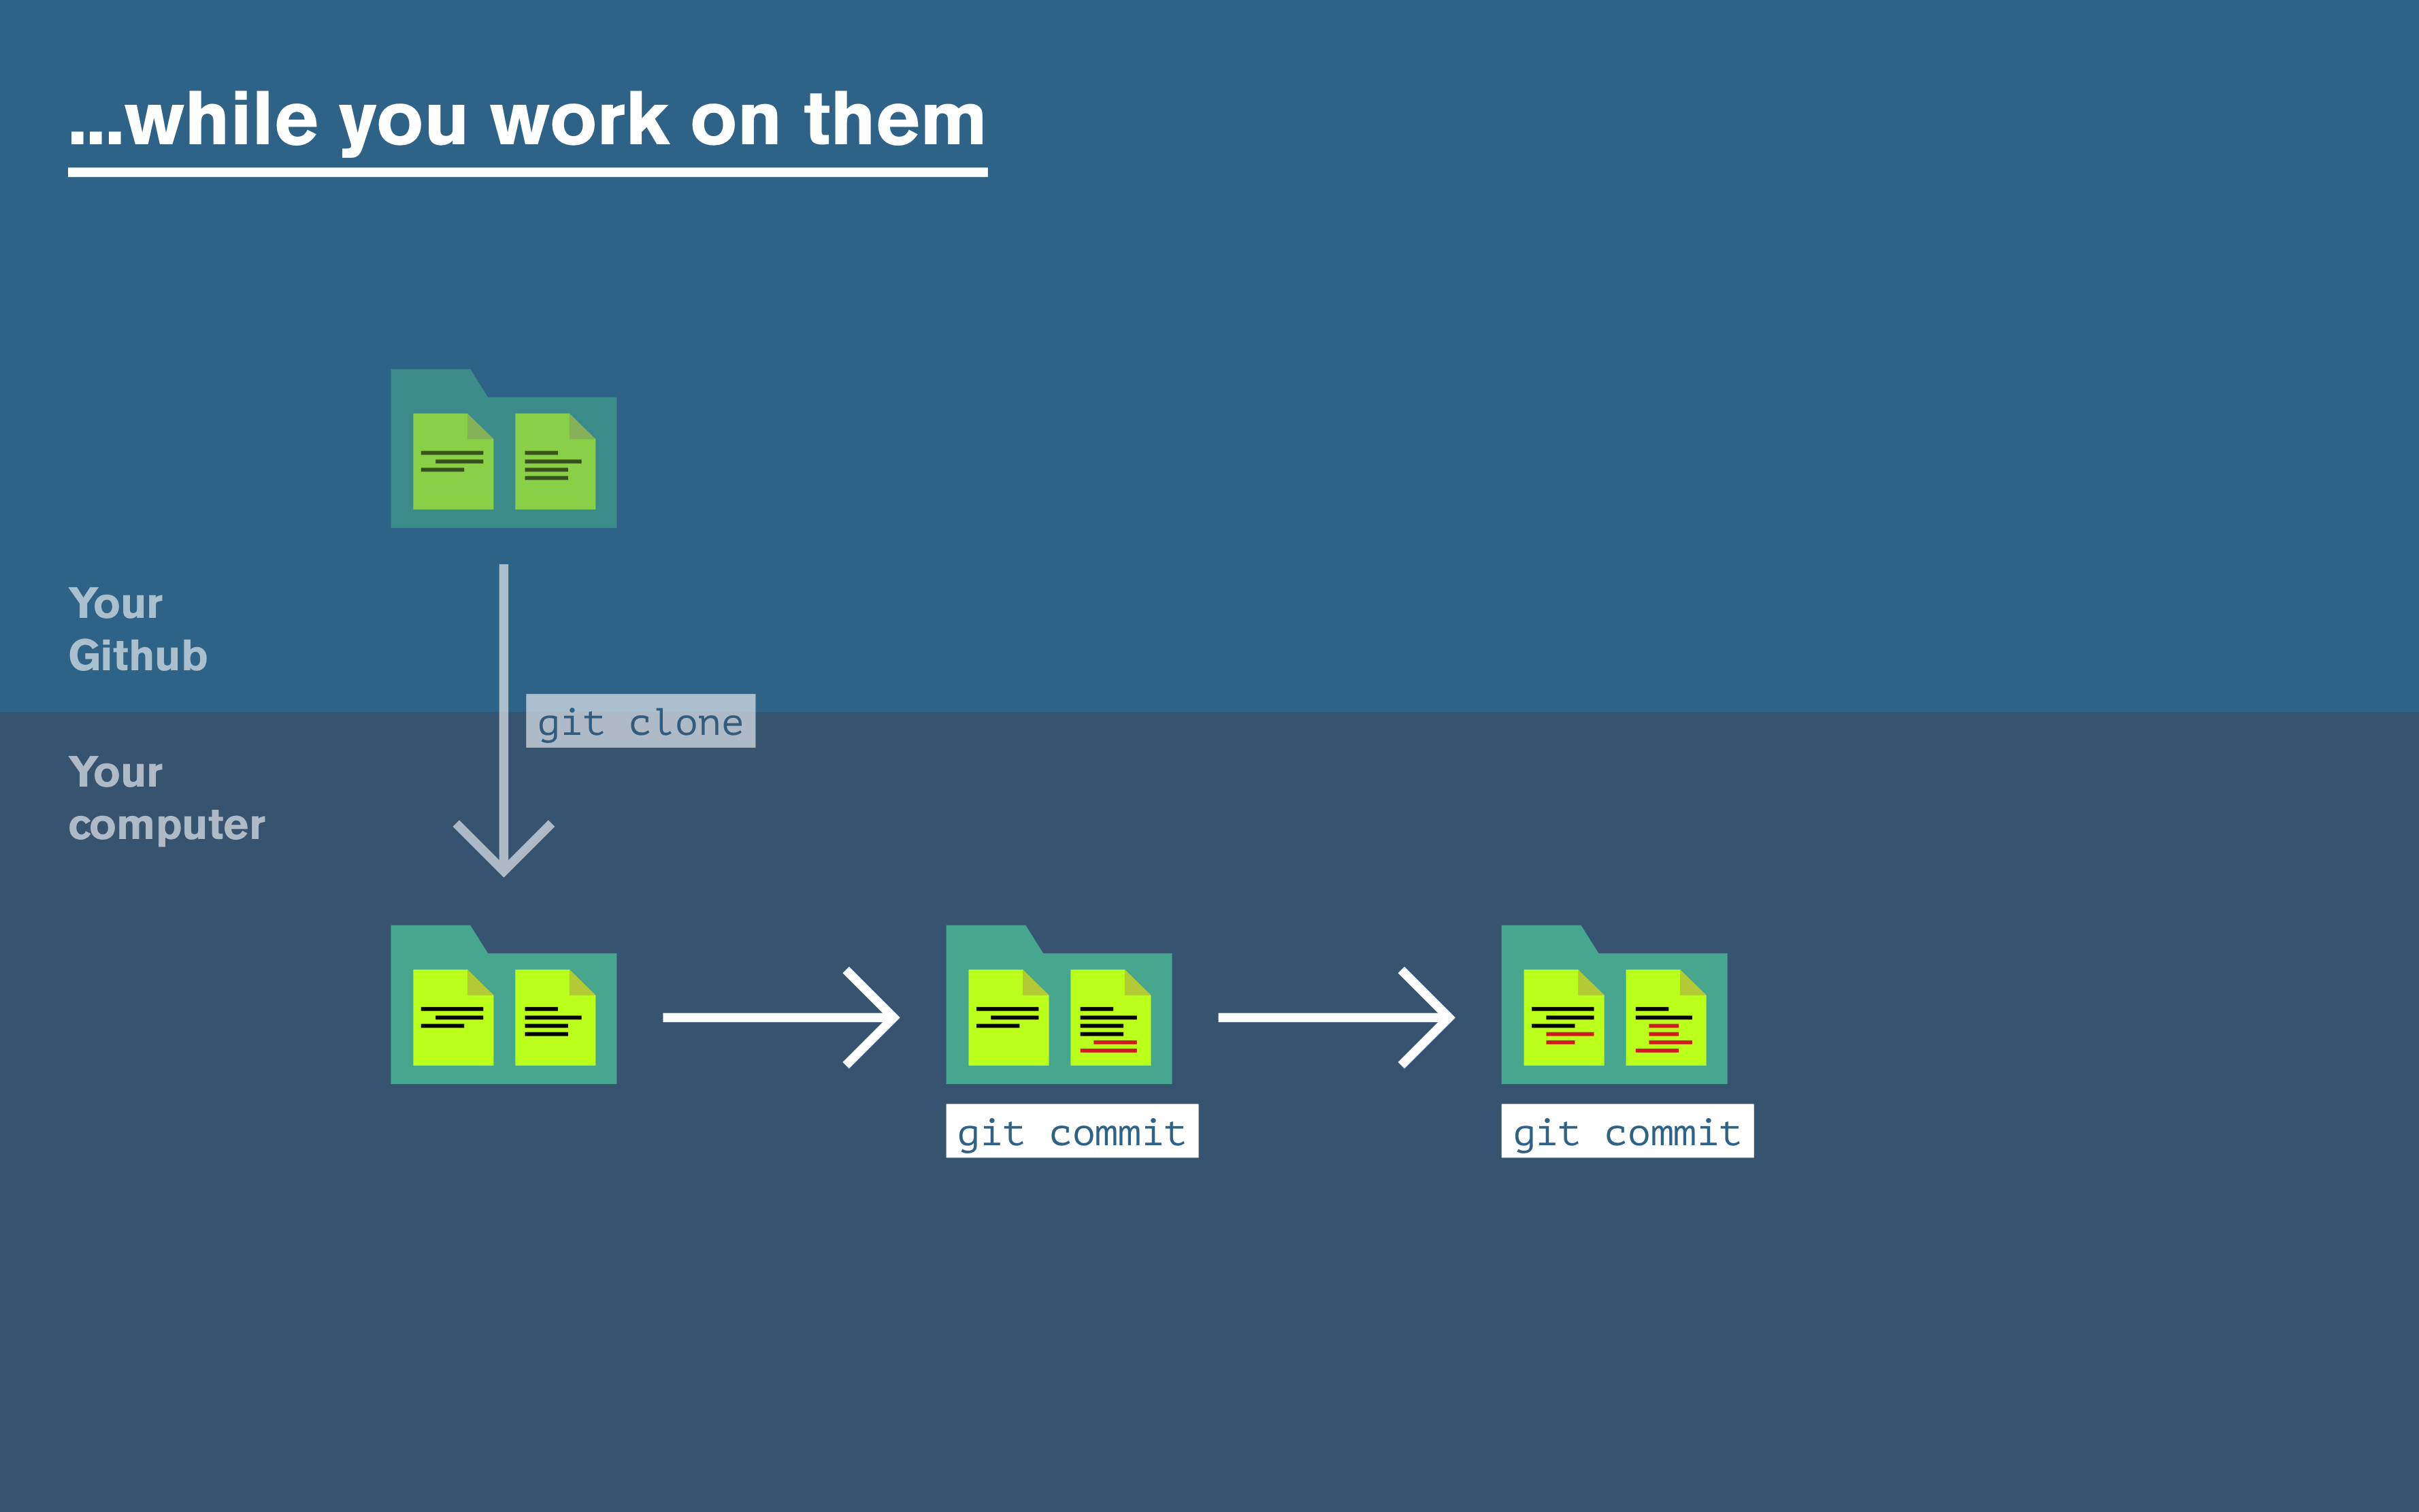 ...while you work on them
Your
Github
git clone
Your
computer
git commit
git commit